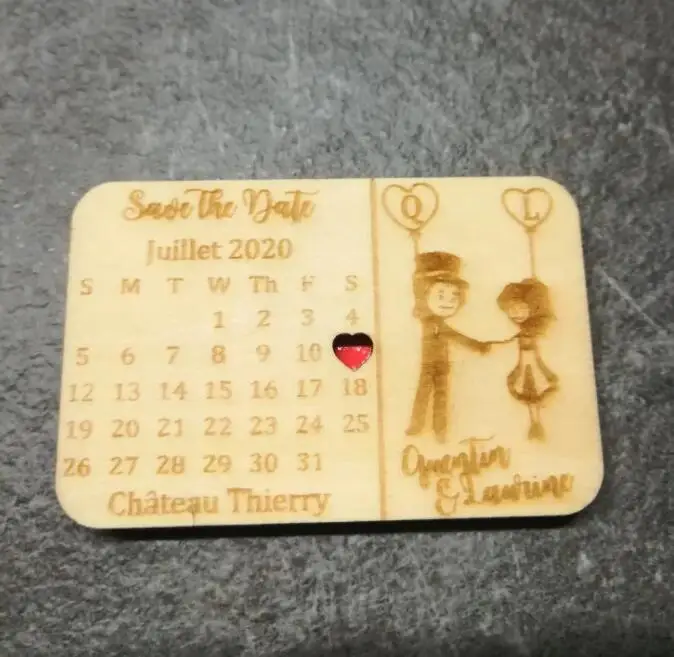 Save the Date
Juillet 2020
S M T W Th F S
1 2 3 4
5 6 7 8 9 10
12 13 14 15 16 17 18
19 20 21 22 23 24 25
26 27 28 29 30 31
Château Thierry
Q L
Quentin
& Laurine